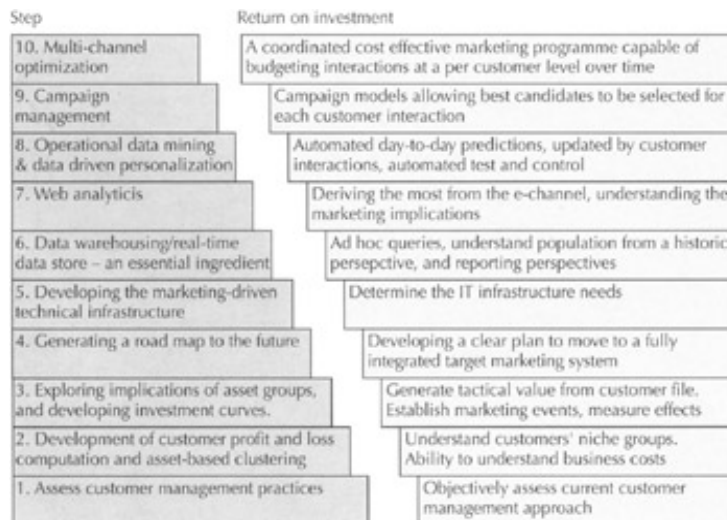 Step Return on investment
10. Multi-channel
optimization
A coordinated cost effective marketing programme capable of
budgeting interactions at a per customer level over time
9. Campaign
management
Campaign models allowing best candidates to be selected for
each customer interaction
8. Operational data mining
& data driven personalization
Automated day-to-day predictions, updated by customer
interactions, automated test and control
7. Web analyticis
Deriving the most from the e-channel, understanding the
marketing implications
6. Data warehousing/real-time
data store – an essential ingredient
Ad hoc queries, understand population from a historic
persepctive, and reporting perspectives
5. Developing the marketing-driven
technical infrastructure
Determine the IT infrastructure needs
4. Generating a road map to the future
Developing a clear plan to move to a fully
integrated target marketing system
3. Exploring implications of asset groups,
and developing investment curves.
Generate tactical value from customer file.
Establish marketing events, measure effects
2. Development of customer profit and loss
computation and asset-based clustering
Understand customers' niche groups.
Ability to understand business costs
1. Assess customer management practices
Objectively assess current customer
management approach